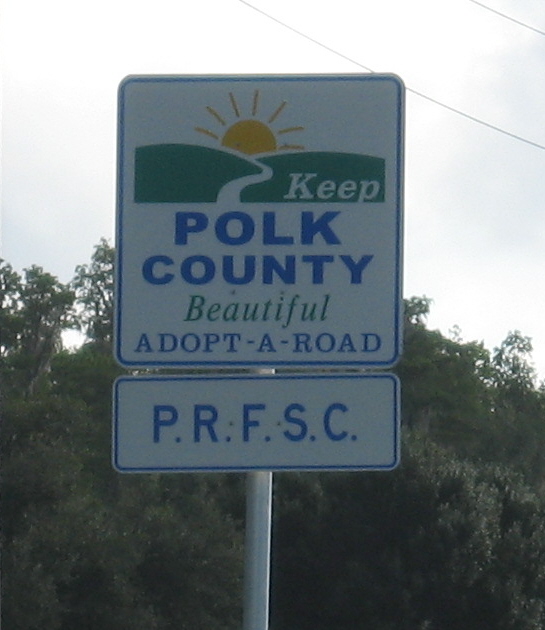 Keep
POLK
COUNTY
Beautiful
ADOPT-A-ROAD
P.R.F.S.C.